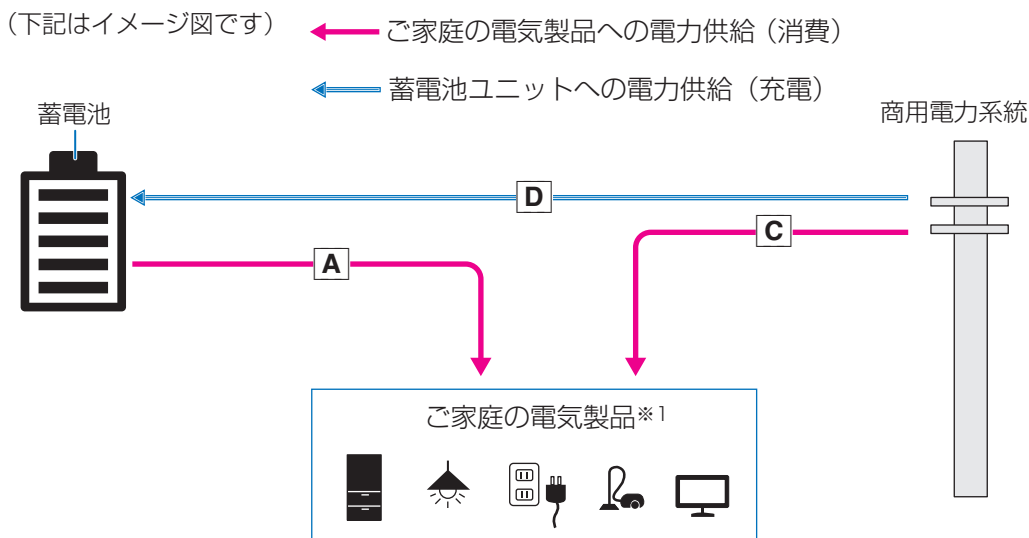 （下記はイメージ図です）
ご家庭の電気製品への電力供給（消費）
蓄電池ユニットへの電力供給（充電）
蓄電池
商用電力系統
D
C
A
ご家庭の電気製品※1